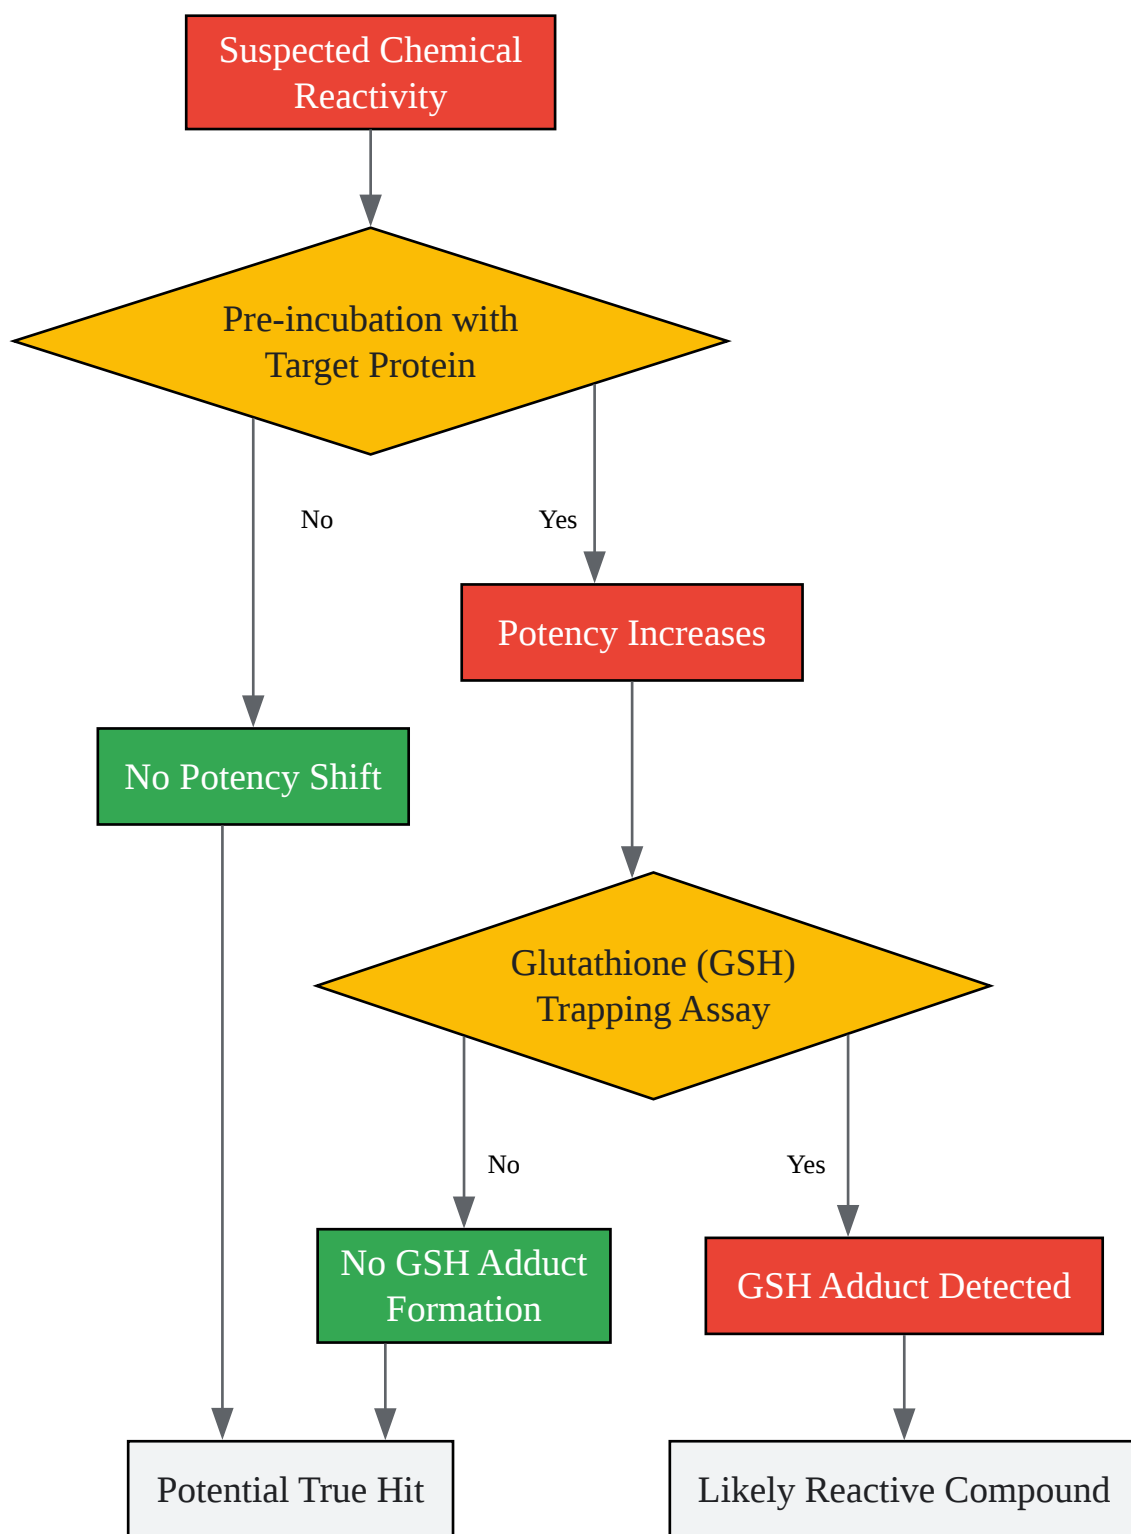 Suspected Chemical
Reactivity
Pre-incubation with
Target Protein
No
Yes
Potency Increases
No Potency Shift
Glutathione (GSH)
Trapping Assay
No
Yes
No GSH Adduct
Formation
GSH Adduct Detected
Potential True Hit
Likely Reactive Compound